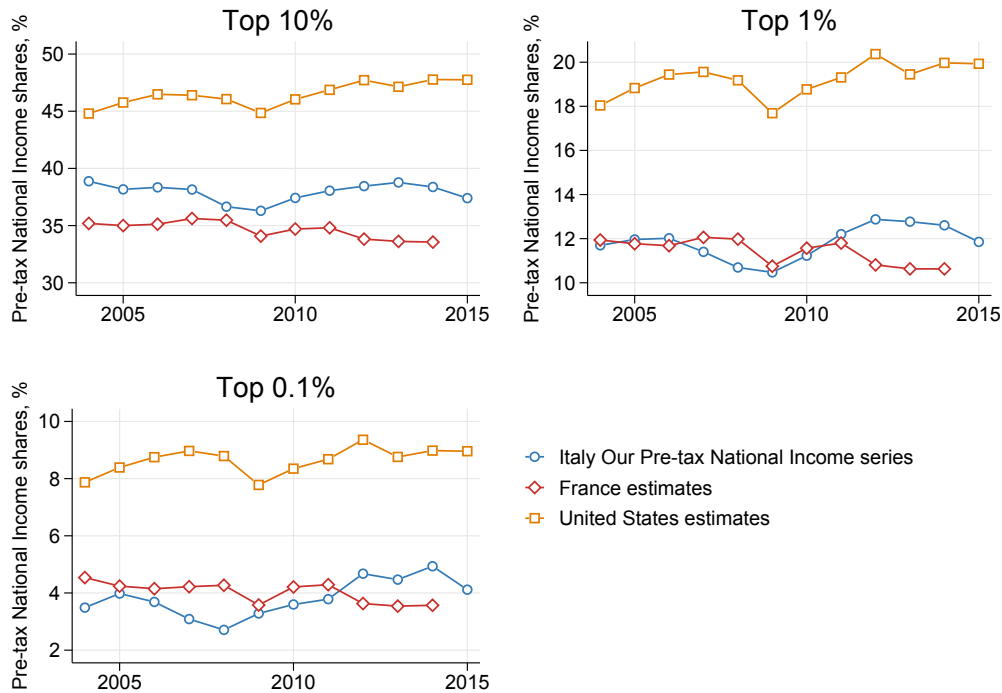 Top 10%
Pre-tax National Income shares, %
50
45
40
35
30
2005
2010
2015
Top 1%
Pre-tax National Income shares, %
20
18
16
14
12
10
2005
2010
2015
Top 0.1%
Pre-tax National Income shares, %
10
8
6
4
2
2005
2010
2015
Italy Our Pre-tax National Income series
France estimates
United States estimates